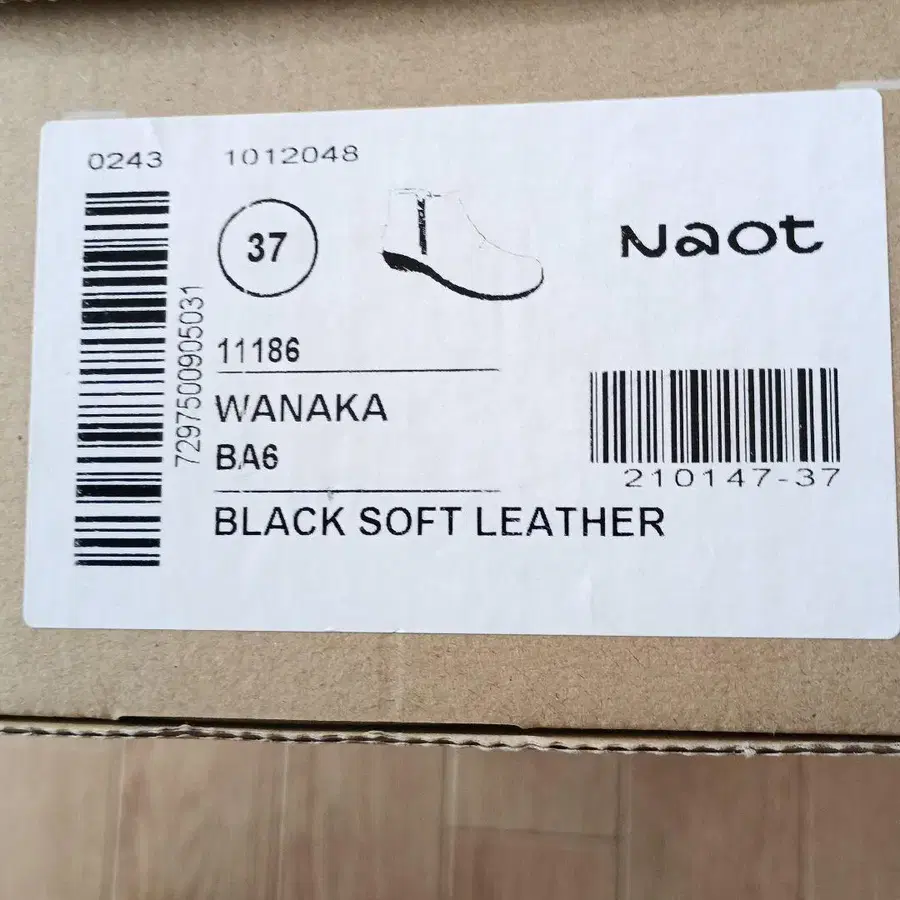 0243 1012048
37
Naot
7297500905031
11186
WANAKA
BA6
210147-37
BLACK SOFT LEATHER